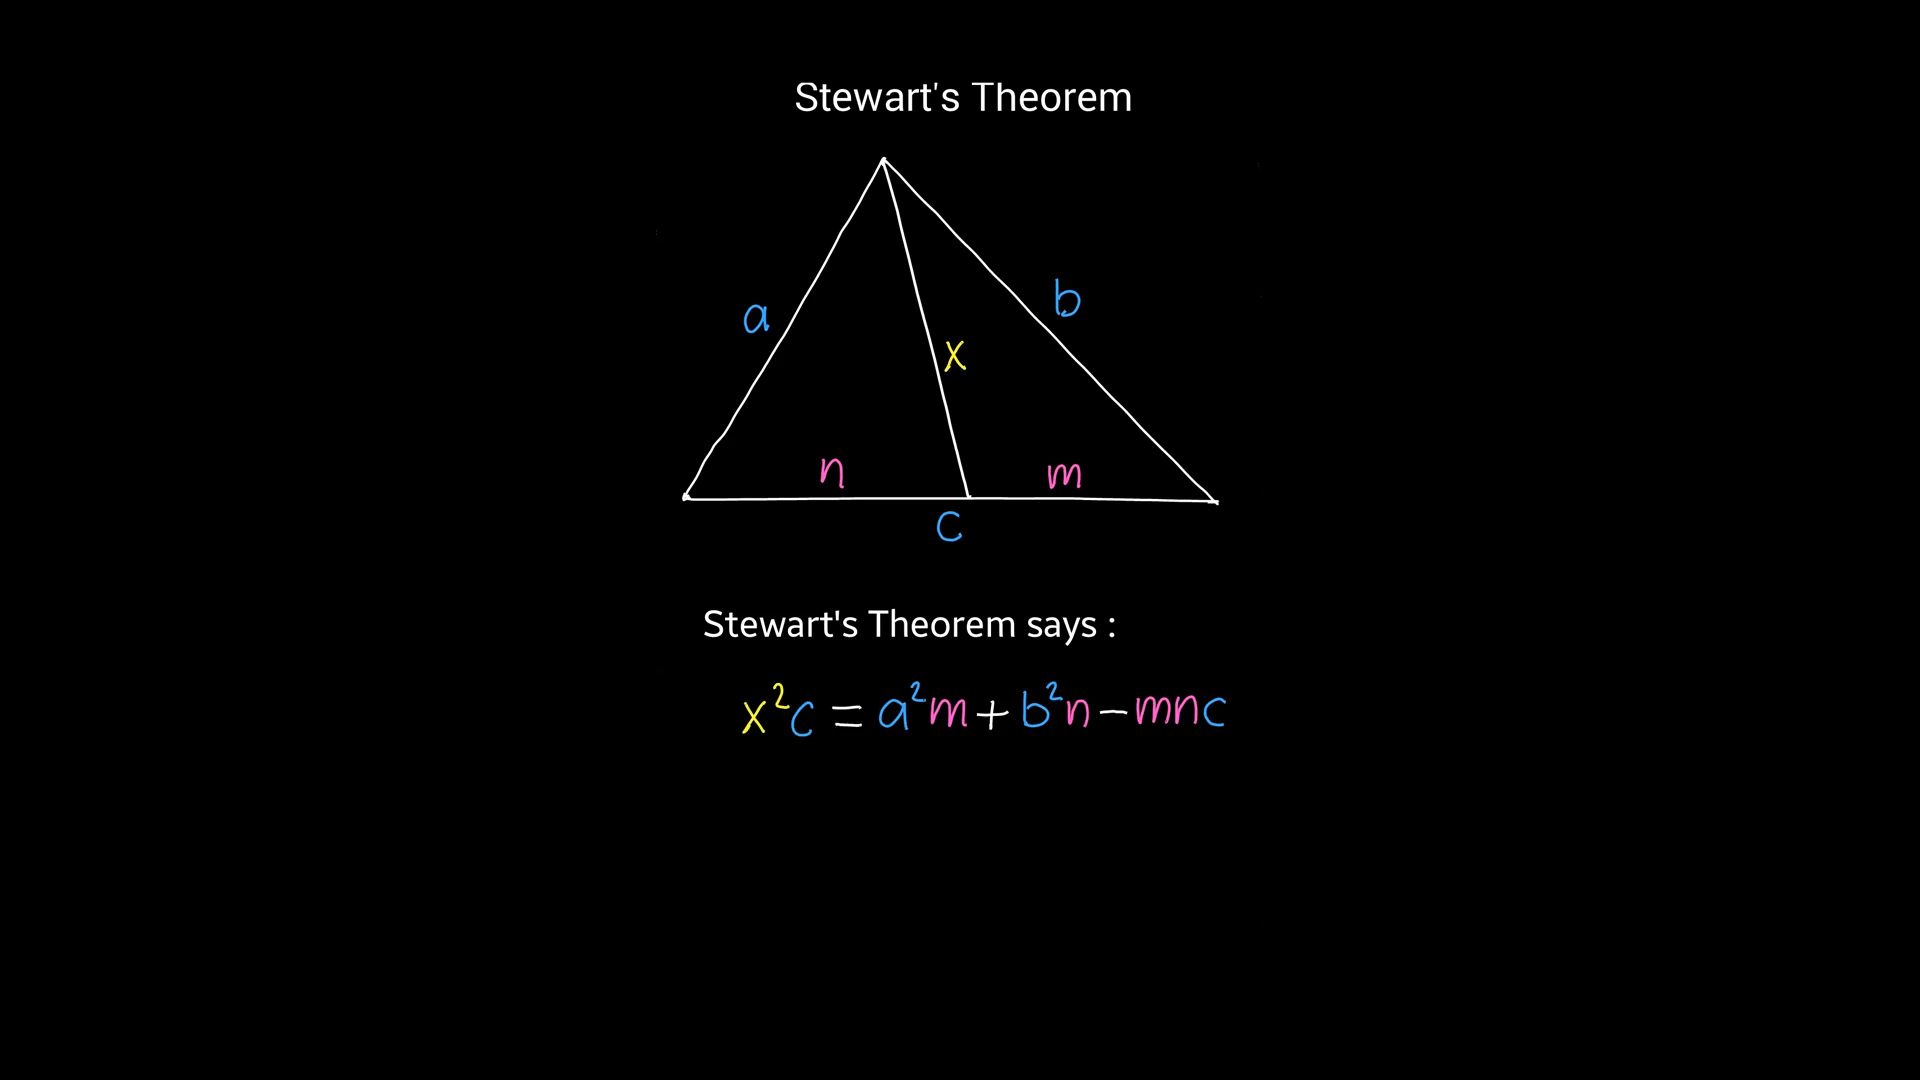 Stewart's Theorem
a
b
x
n
m
c
Stewart's Theorem says :
x²c = a²m + b²n − mnc